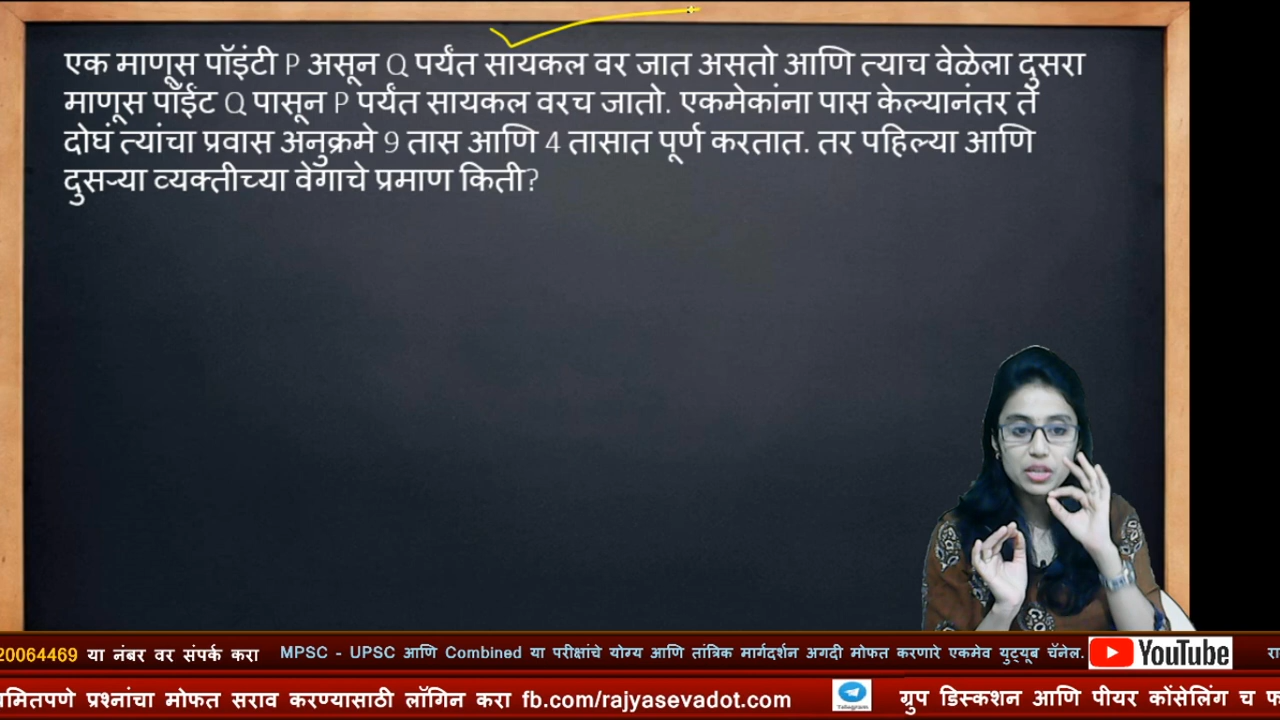 एक माणूस पॉइंटी P असून Q पर्यंत सायकल वर जात असतो आणि त्याच वेळेला दुसरा
माणूस पॉईंट Q पासून P पर्यंत सायकल वरच जातो. एकमेकांना पास केल्यानंतर ते
दोघं त्यांचा प्रवास अनुक्रमे 9 तास आणि 4 तासात पूर्ण करतात. तर पहिल्या आणि
दुसऱ्या व्यक्तीच्या वेगाचे प्रमाण किती?
20064469 या नंबर वर संपर्क करा MPSC - UPSC आणि Combined या परीक्षांचे योग्य आणि तांत्रिक मार्गदर्शन अगदी मोफत करणारे एकमेव युट्यूब चॅनेल. YouTube रा
प्रश्नांचा मोफत सराव करण्यासाठी लॉगिन करा fb.com/rajyasevadot.com Telegram ग्रुप डिस्कशन आणि पीयर कोंसेलिंग च